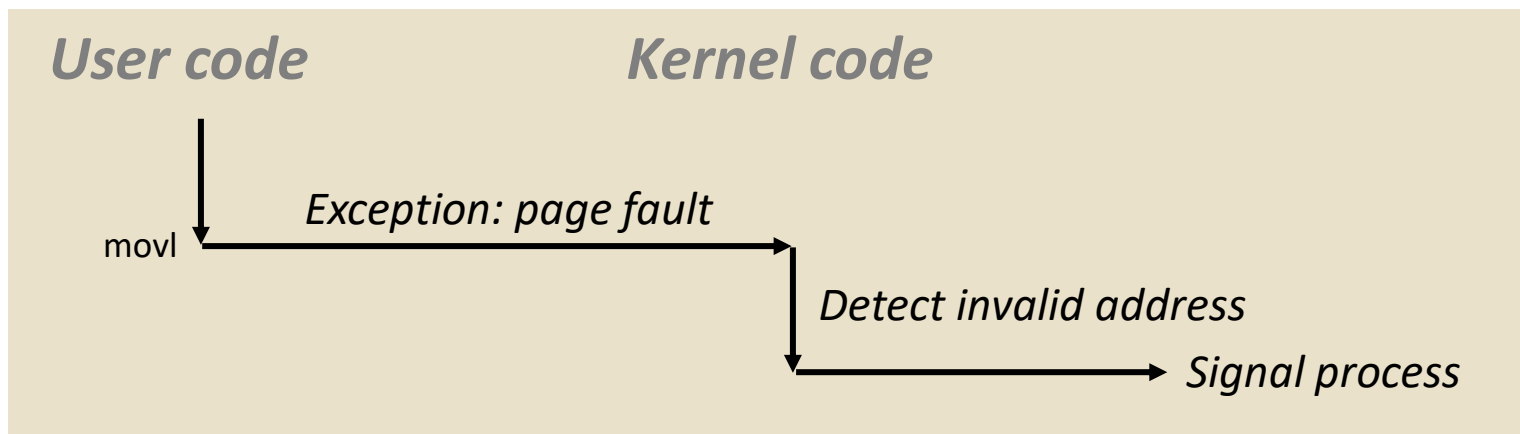 User code
Kernel code
Exception: page fault
movl
Detect invalid address
Signal process